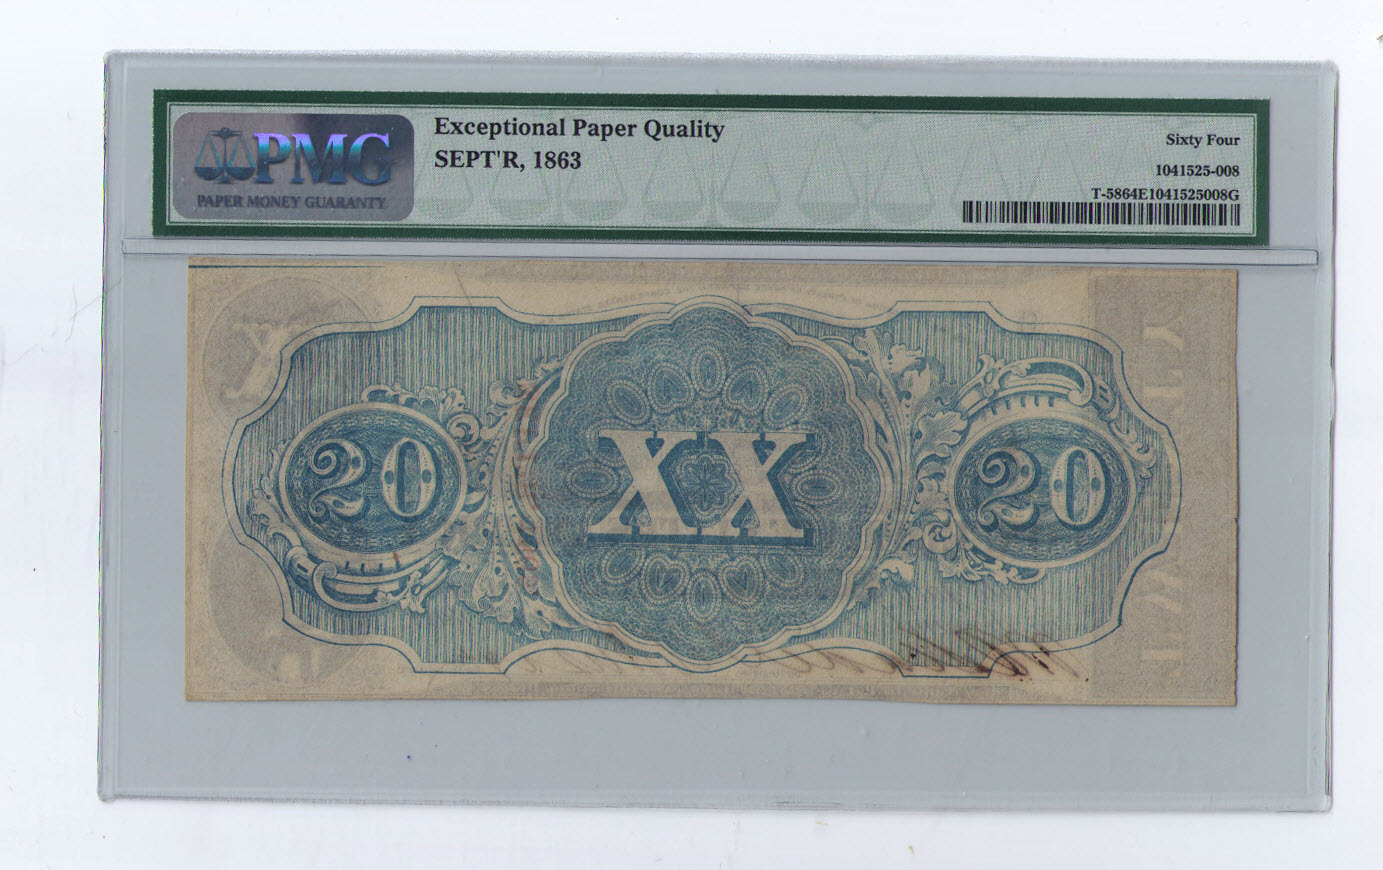 PMG
PAPER MONEY GUARANTY
Exceptional Paper Quality
SEPT'R, 1863
Sixty Four
1041525-008
T-5864E1041525008G
XX
20
20